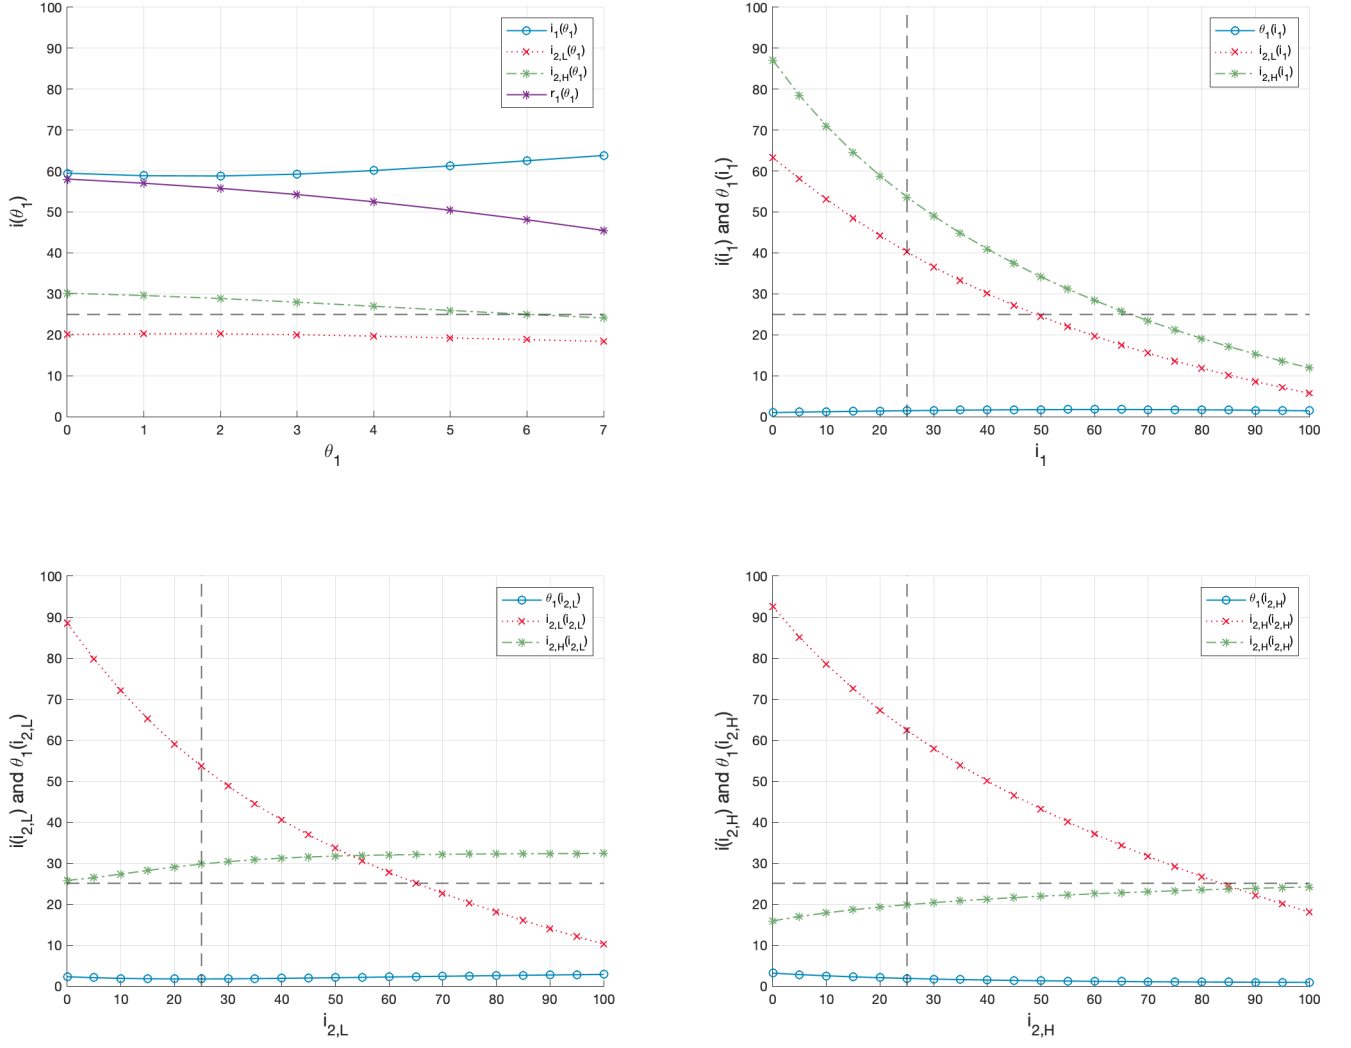 i(θ₁)
100
90
80
70
60
50
40
30
20
10
0
0 1 2 3 4 5 6 7
θ₁
i₁(θ₁)
i₂,L(θ₁)
i₂,H(θ₁)
r₁(θ₁)
i(i₁) and θ₁(i₁)
100
90
80
70
60
50
40
30
20
10
0
0 10 20 30 40 50 60 70 80 90 100
i₁
θ₁(i₁)
i₂,L(i₁)
i₂,H(i₁)
i(i₂,L) and θ₁(i₂,L)
100
90
80
70
60
50
40
30
20
10
0
0 10 20 30 40 50 60 70 80 90 100
i₂,L
θ₁(i₂,L)
i₂,L(i₂,L)
i₂,H(i₂,L)
i(i₂,H) and θ₁(i₂,H)
100
90
80
70
60
50
40
30
20
10
0
0 10 20 30 40 50 60 70 80 90 100
i₂,H
θ₁(i₂,H)
i₂,H(i₂,H)
i₂,H(i₂,H)